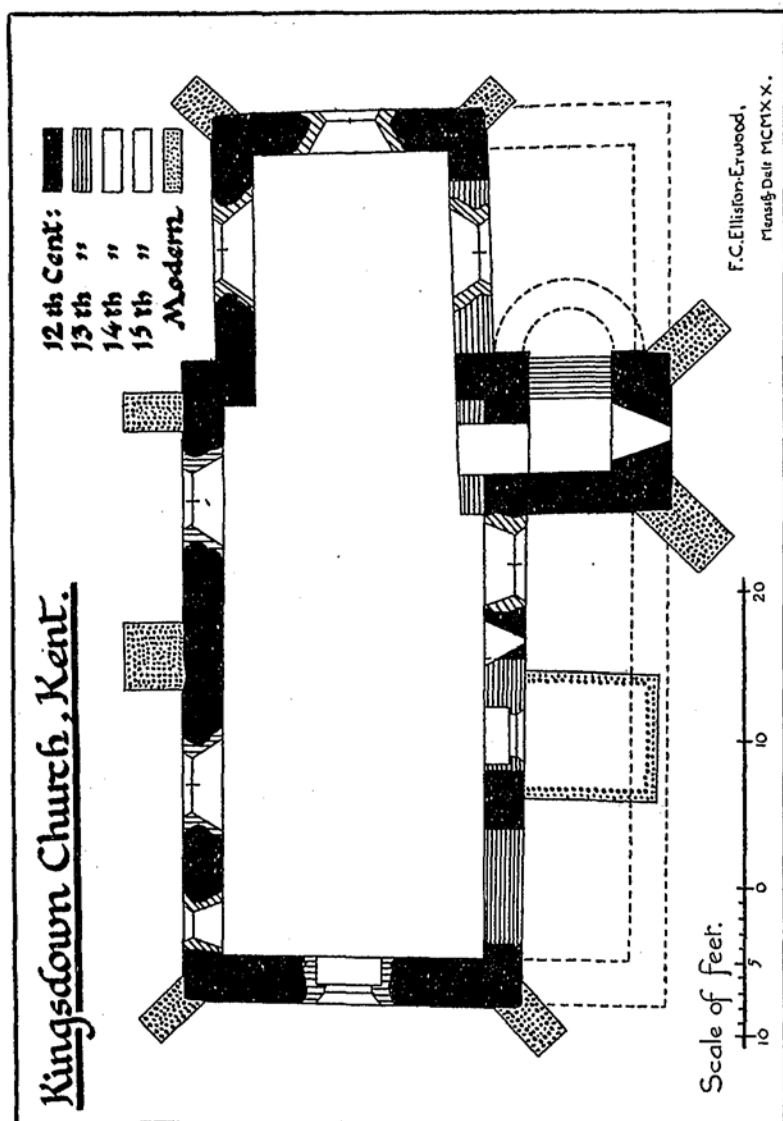 Kingsdown Church, Kent.
12th Cent:
13th "
14th "
15th "
Modern
F.C. Elliston-Erwood,
Mens & Delt MCMXX.
Scale of feet.
10 5 0 10 20